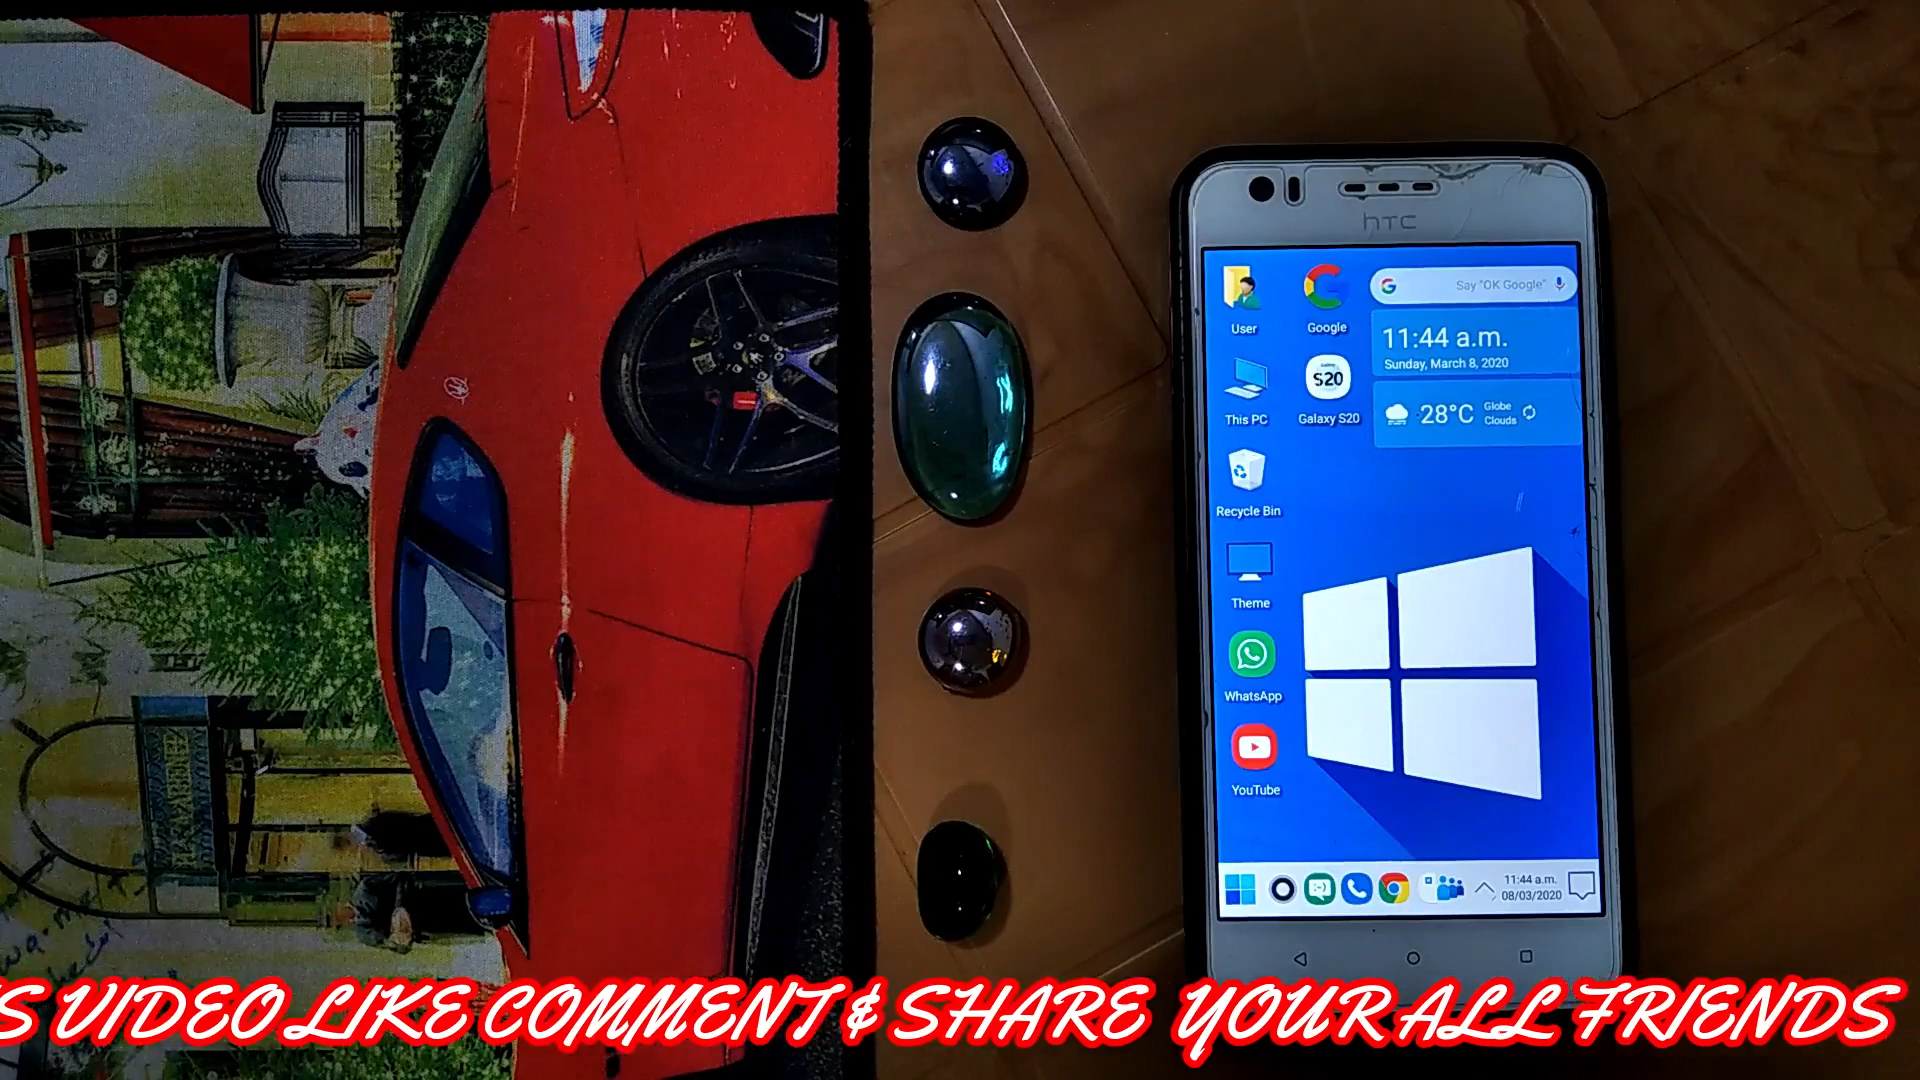 hTC
Say "OK Google"
User
Google
11:44 a.m.
Sunday, March 8, 2020
S20
This PC
Galaxy S20
28°C
Globe
Clouds
Recycle Bin
Theme
WhatsApp
YouTube
11:44 a.m.
08/03/2020
S VIDEO LIKE COMMENT & SHARE YOUR ALL FRIENDS